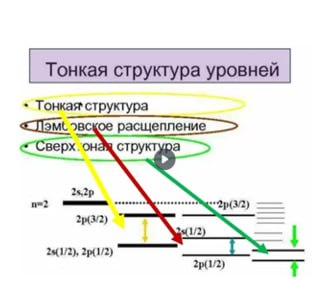 Тонкая структура уровней
• Тонкая структура
• Лэмбовское расщепление
• Сверхтонкая структура
2s,2p
n=2
2p(3/2)
2p(3/2)
2s(1/2)
2s(1/2), 2p(1/2)
2p(1/2)